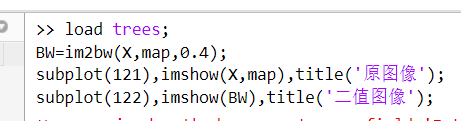 >> load trees;
BW=im2bw(X,map,0.4);
subplot(121),imshow(X,map),title('原图像');
subplot(122),imshow(BW),title('二值图像');